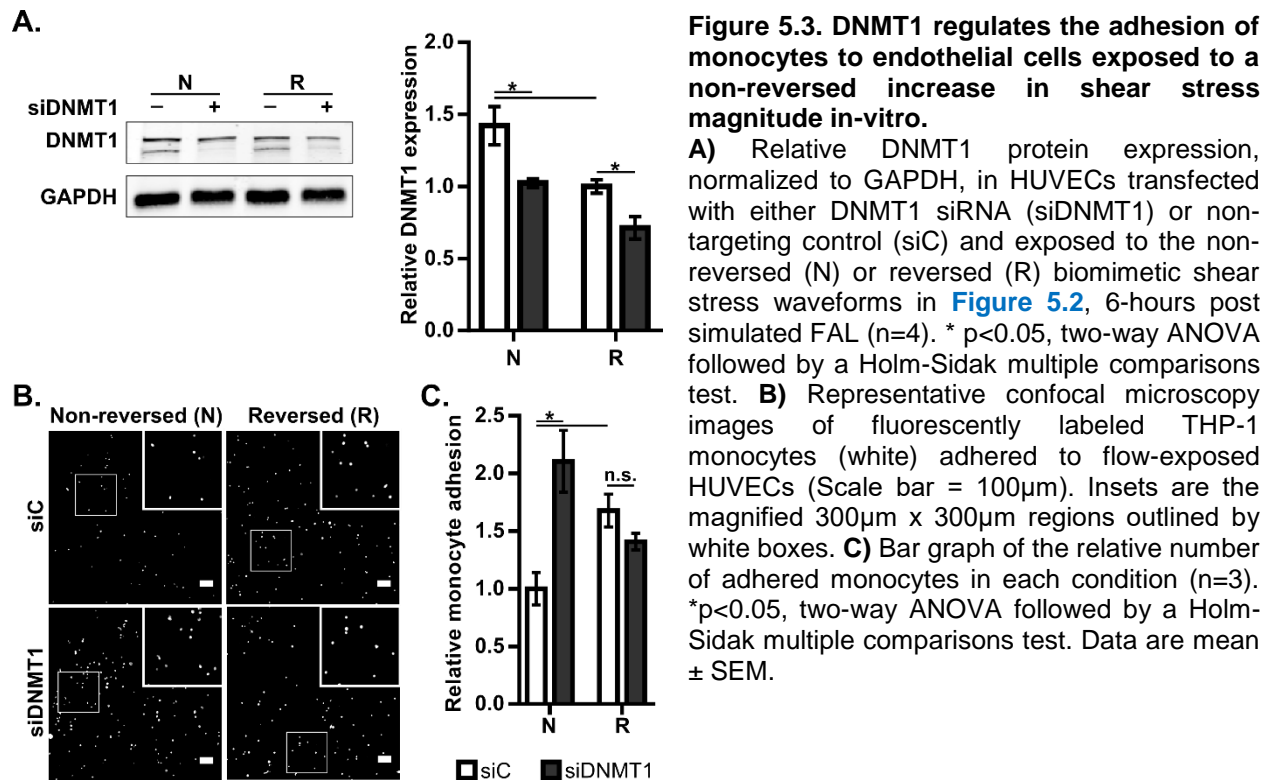 A.
N R
siDNMT1 – + – +
DNMT1
GAPDH
Relative DNMT1 expression
2.0
1.5
1.0
0.5
0.0
*
*
N R
B.
Non-reversed (N) Reversed (R)
siC
siDNMT1
C.
Relative monocyte adhesion
2.5
2.0
1.5
1.0
0.5
0.0
*
n.s.
N R
siC siDNMT1
Figure 5.3. DNMT1 regulates the adhesion of
monocytes to endothelial cells exposed to a
non-reversed increase in shear stress
magnitude in-vitro.
A) Relative DNMT1 protein expression,
normalized to GAPDH, in HUVECs transfected
with either DNMT1 siRNA (siDNMT1) or non-
targeting control (siC) and exposed to the non-
reversed (N) or reversed (R) biomimetic shear
stress waveforms in Figure 5.2, 6-hours post
simulated FAL (n=4). * p<0.05, two-way ANOVA
followed by a Holm-Sidak multiple comparisons
test. B) Representative confocal microscopy
images of fluorescently labeled THP-1
monocytes (white) adhered to flow-exposed
HUVECs (Scale bar = 100μm). Insets are the
magnified 300μm x 300μm regions outlined by
white boxes. C) Bar graph of the relative number
of adhered monocytes in each condition (n=3).
*p<0.05, two-way ANOVA followed by a Holm-
Sidak multiple comparisons test. Data are mean
± SEM.